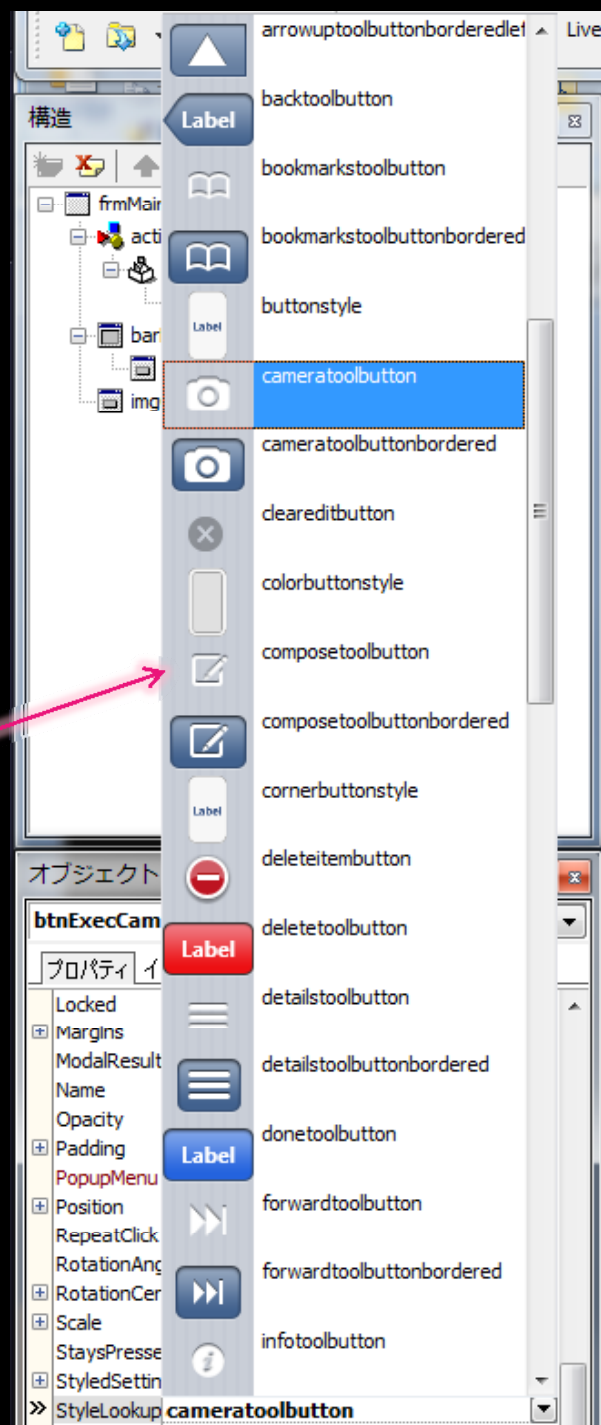 Live
構造
frmMain
acti
bar
img
arrowuptoolbuttonborderedlef
Label
backtoolbutton
bookmarkstoolbutton
bookmarkstoolbuttonbordered
Label
buttonstyle
cameratoolbutton
cameratoolbuttonbordered
cleareditbutton
colorbuttonstyle
composetoolbutton
composetoolbuttonbordered
Label
cornerbuttonstyle
deleteitembutton
Label
deletetoolbutton
detailstoolbutton
detailstoolbuttonbordered
Label
donetoolbutton
forwardtoolbutton
forwardtoolbuttonbordered
infotoolbutton
オブジェクト
btnExecCam
プロパティ イ
Locked
Margins
ModalResult
Name
Opacity
Padding
PopupMenu
Position
RepeatClick
RotationAng
RotationCer
Scale
StaysPresse
StyledSettin
StyleLookup cameratoolbutton